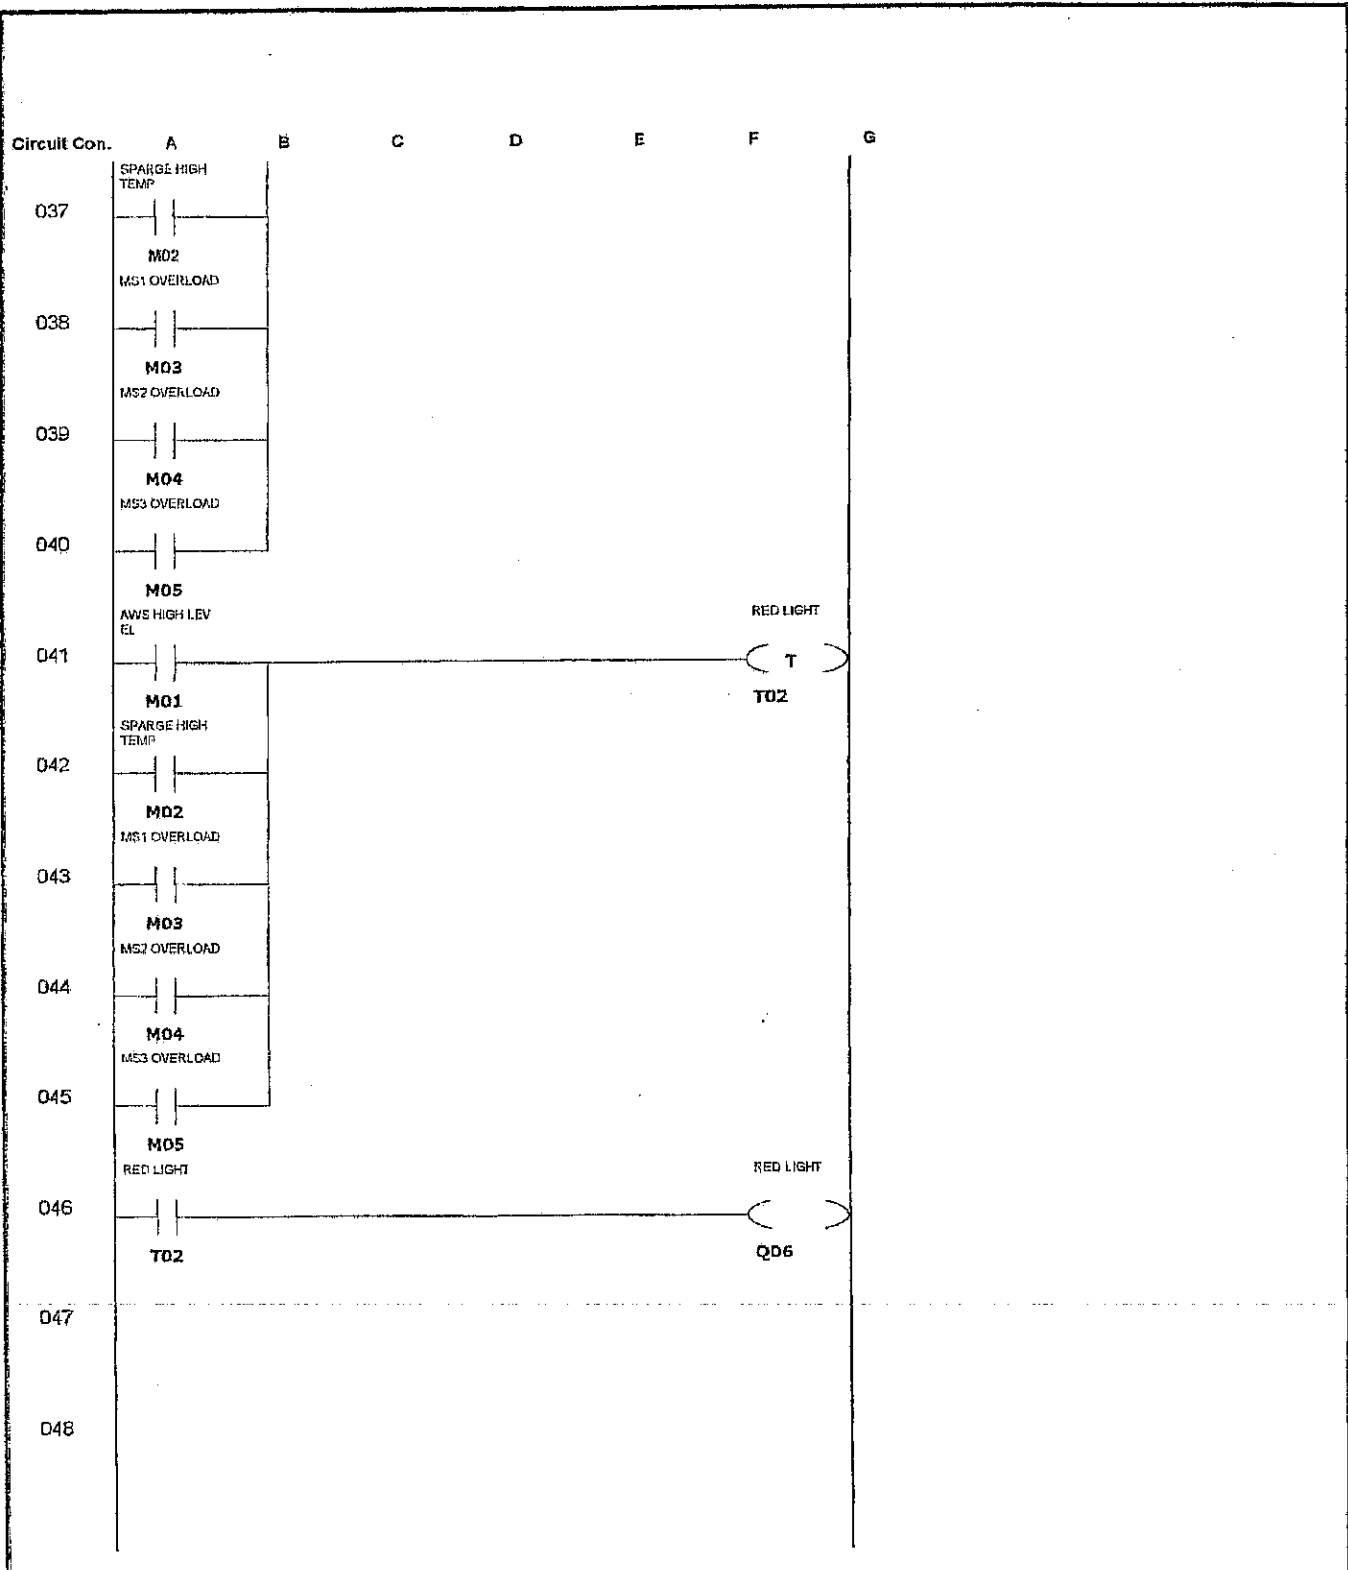 Circuit Con. A B C D E F G
SPARGE HIGH
TEMP
037
M02
MS1 OVERLOAD
038
M03
MS2 OVERLOAD
039
M04
MS3 OVERLOAD
040
M05
AWS HIGH LEV
EL
RED LIGHT
041
T
M01
T02
SPARGE HIGH
TEMP
042
M02
MS1 OVERLOAD
043
M03
MS2 OVERLOAD
044
M04
MS3 OVERLOAD
045
M05
RED LIGHT
RED LIGHT
046
T02
Q06
047
048